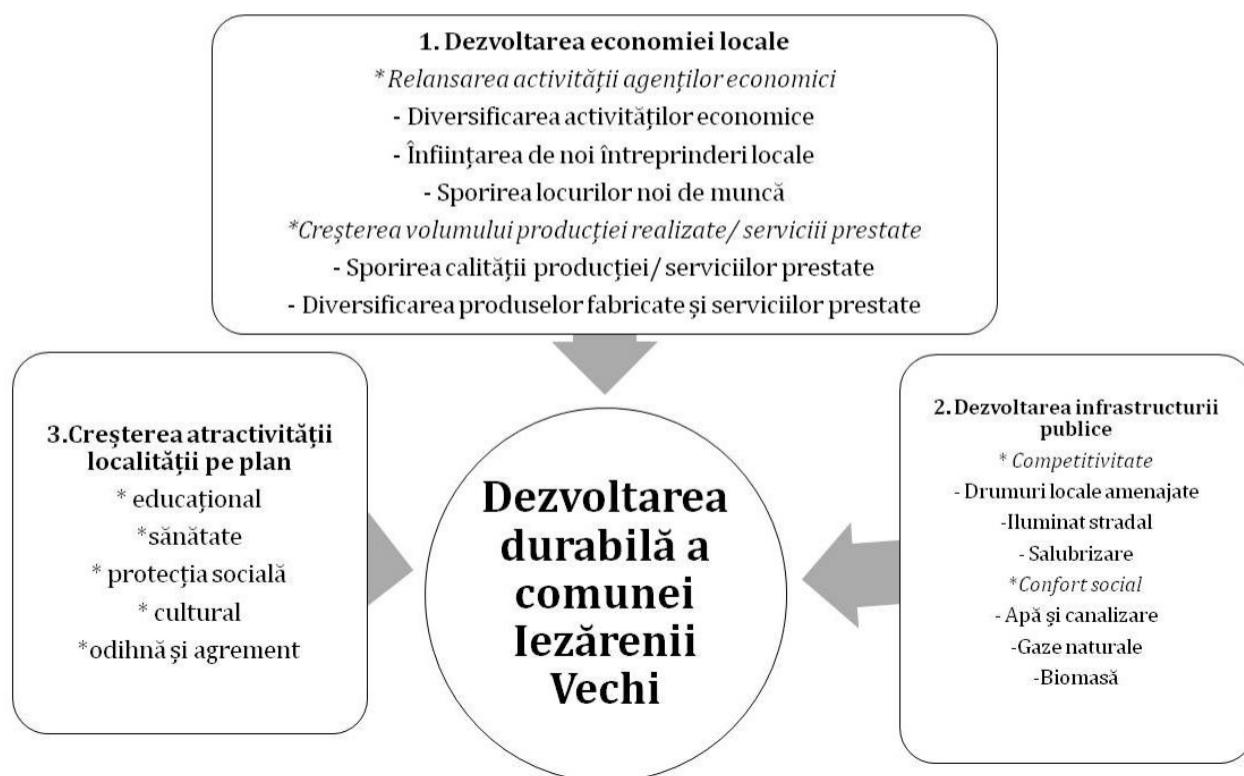 1. Dezvoltarea economiei locale
*Relansarea activității agenților economici
- Diversificarea activităților economice
- Înființarea de noi întreprinderi locale
- Sporirea locurilor noi de muncă
*Creșterea volumului producției realizate/ serviciii prestate
- Sporirea calității producției/ serviciilor prestate
- Diversificarea produselor fabricate și serviciilor prestate
2. Dezvoltarea infrastructurii
publice
* Competitivitate
- Drumuri locale amenajate
-Iluminat stradal
- Salubrizare
*Confort social
- Apă și canalizare
-Gaze naturale
-Biomasă
3.Creșterea atractivității
localității pe plan
* educațional
*sănătate
* protecția socială
* cultural
*odihnă și agrement
Dezvoltarea
durabilă a
comunei
Iezărenii
Vechi